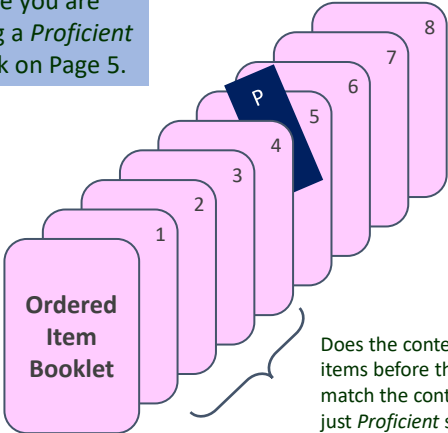 e you are
g a Proficient
k on Page 5.
8
7
6
P
5
4
3
2
1
Ordered
Item
Booklet
Does the conte
items before th
match the cont
just Proficient s